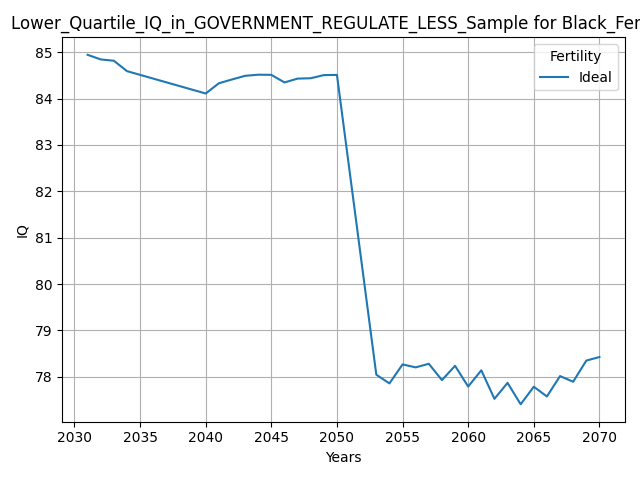 Lower_Quartile_IQ_in_GOVERNMENT_REGULATE_LESS_Sample for Black_Fer
85
84
83
82
81
80
79
78
IQ
Fertility
Ideal
2030 2035 2040 2045 2050 2055 2060 2065 2070
Years